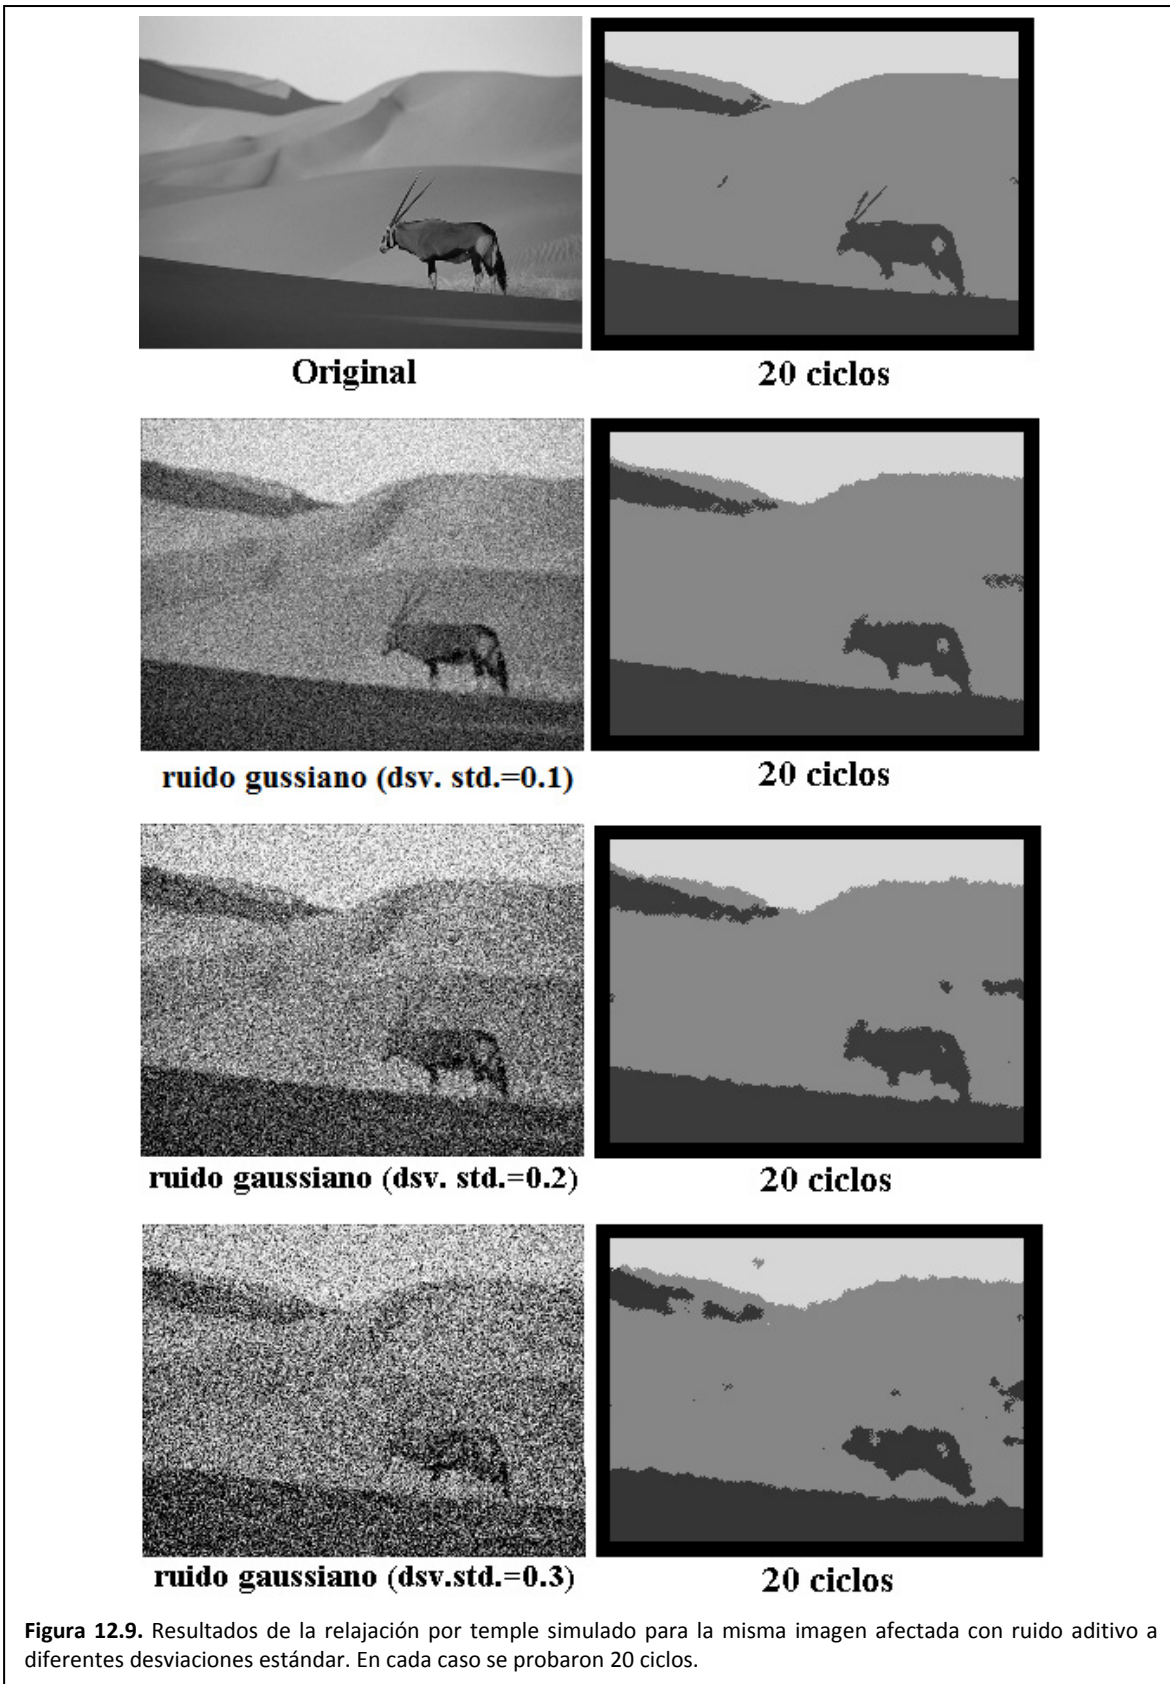 Original
20 ciclos
ruido gussiano (dsv. std.=0.1)
20 ciclos
ruido gaussiano (dsv. std.=0.2)
20 ciclos
ruido gaussiano (dsv.std.=0.3)
20 ciclos
Figura 12.9. Resultados de la relajación por temple simulado para la misma imagen afectada con ruido aditivo a
diferentes desviaciones estándar. En cada caso se probaron 20 ciclos.